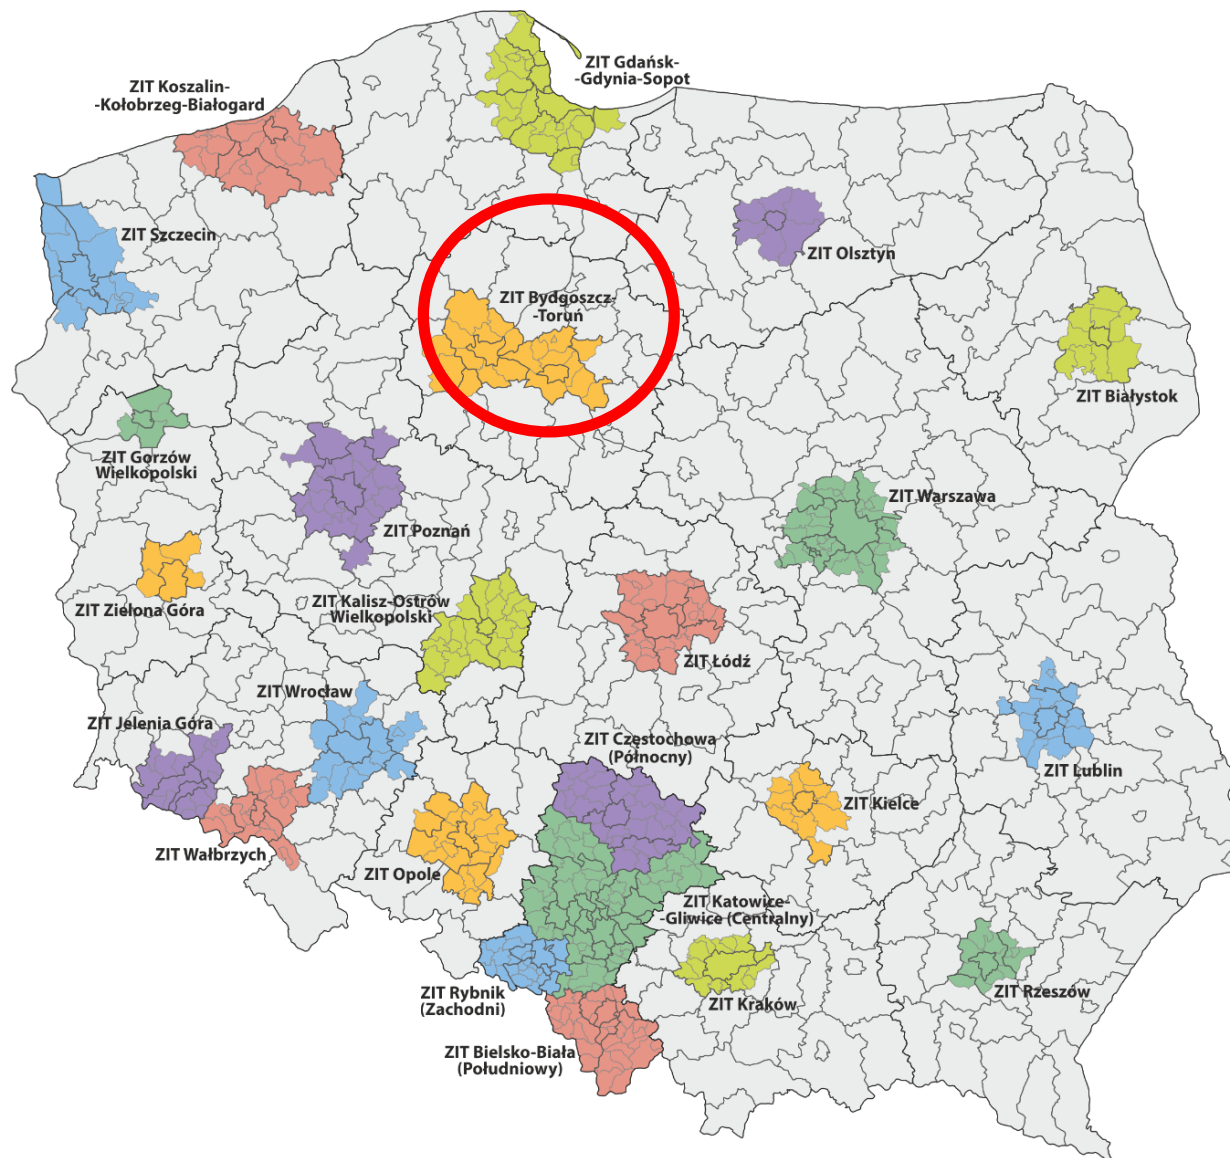 ZIT Gdańsk-
-Gdynia-Sopot
ZIT Koszalin-
-Kołobrzeg-Białogard
ZIT Szczecin
ZIT Olsztyn
ZIT Bydgoszcz-
-Toruń
ZIT Białystok
ZIT Gorzów
Wielkopolski
ZIT Warszawa
ZIT Poznań
ZIT Zielona Góra
ZIT Kalisz-Ostrów
Wielkopolski
ZIT Łódź
ZIT Wrocław
ZIT Jelenia Góra
ZIT Częstochowa
(Północny)
ZIT Lublin
ZIT Kielce
ZIT Wałbrzych
ZIT Opole
ZIT Katowice-
-Gliwice (Centralny)
ZIT Rybnik
(Zachodni)
ZIT Kraków
ZIT Rzeszów
ZIT Bielsko-Biała
(Południowy)